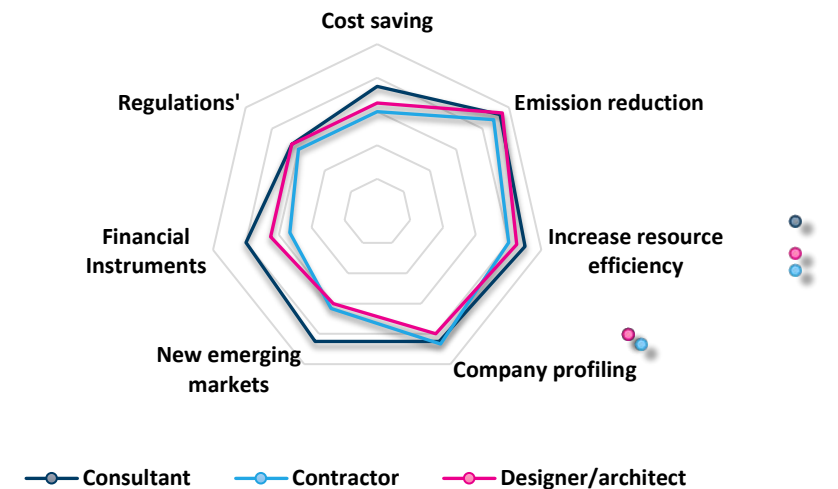 Cost saving
Regulations'
Emission reduction
Financial
Instruments
Increase resource
efficiency
New emerging
markets
Company profiling
Consultant
Contractor
Designer/architect